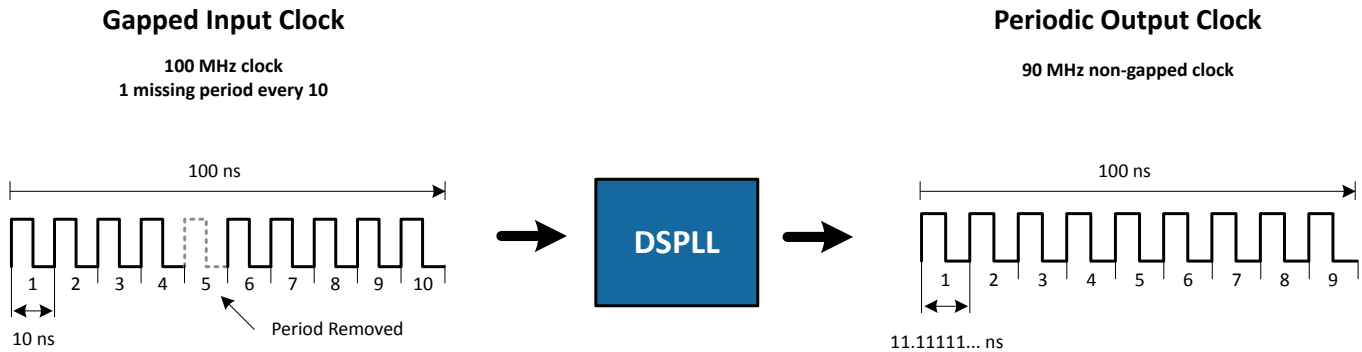 Gapped Input Clock
100 MHz clock
1 missing period every 10
100 ns
1 2 3 4 5 6 7 8 9 10
Period Removed
10 ns
DSPLL
Periodic Output Clock
90 MHz non-gapped clock
100 ns
1 2 3 4 5 6 7 8 9
11.11111... ns